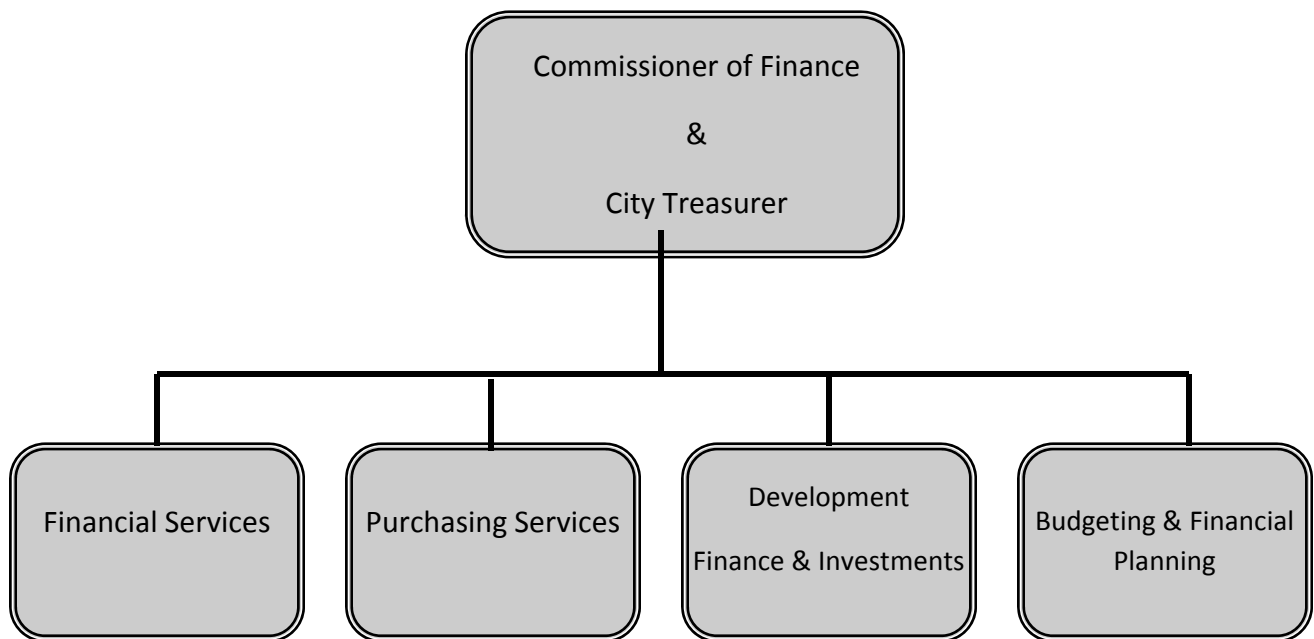 Commissioner of Finance
&
City Treasurer
Financial Services
Purchasing Services
Development
Finance & Investments
Budgeting & Financial
Planning